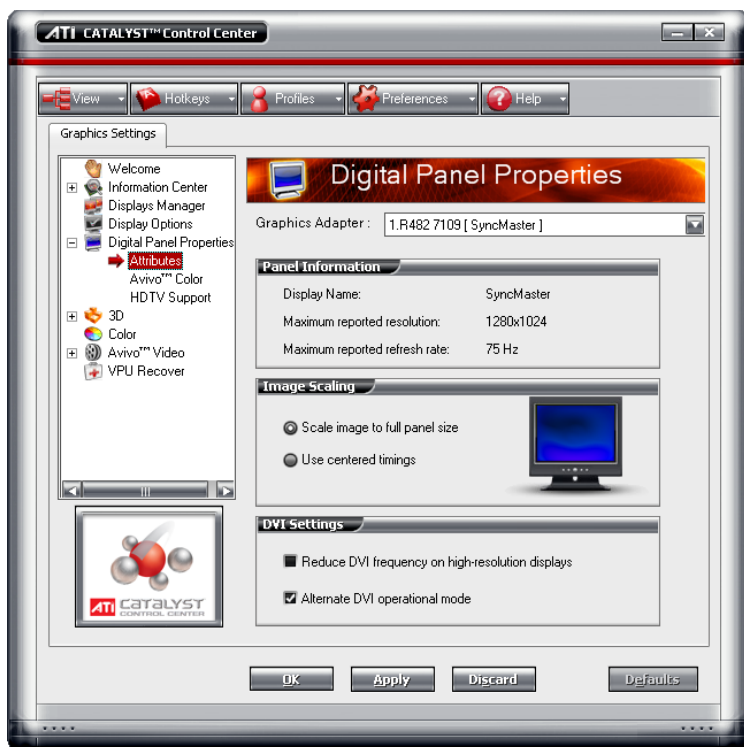 ATI CATALYST™ Control Center
View
Hotkeys
Profiles
Preferences
Help
Graphics Settings
Welcome
Information Center
Displays Manager
Display Options
Digital Panel Properties
Attributes
Avivo™ Color
HDTV Support
3D
Color
Avivo™ Video
VPU Recover
ATI CATALYST
CONTROL CENTER
Digital Panel Properties
Graphics Adapter :
1.R482 7109 [ SyncMaster ]
Panel Information
Display Name: SyncMaster
Maximum reported resolution: 1280x1024
Maximum reported refresh rate: 75 Hz
Image Scaling
Scale image to full panel size
Use centered timings
DVI Settings
Reduce DVI frequency on high-resolution displays
Alternate DVI operational mode
OK
Apply
Discard
Defaults